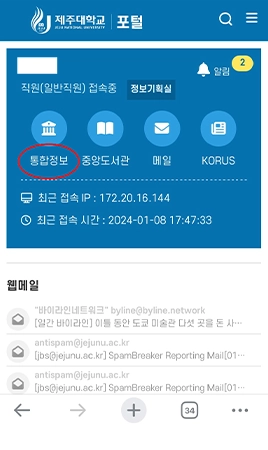 제주대학교 포털
JEJU NATIONAL UNIVERSITY
알림 2
직원(일반직원) 접속중 정보기획실
통합정보 중앙도서관 메일 KORUS
최근 접속 IP : 172.20.16.144
최근 접속 시간 : 2024-01-08 17:47:33
웹메일
"바이라인네트워크" byline@byline.network
[일간 바이라인] 이틀 동안 도쿄 미술관 다섯 곳을 돈 사…
antispam@jejunu.ac.kr
[jbs@jejunu.ac.kr] SpamBreaker Reporting Mail[01…
antispam@jejunu.ac.kr
[jbs@jejunu.ac.kr] SpamBreaker Reporting Mail[01…
34